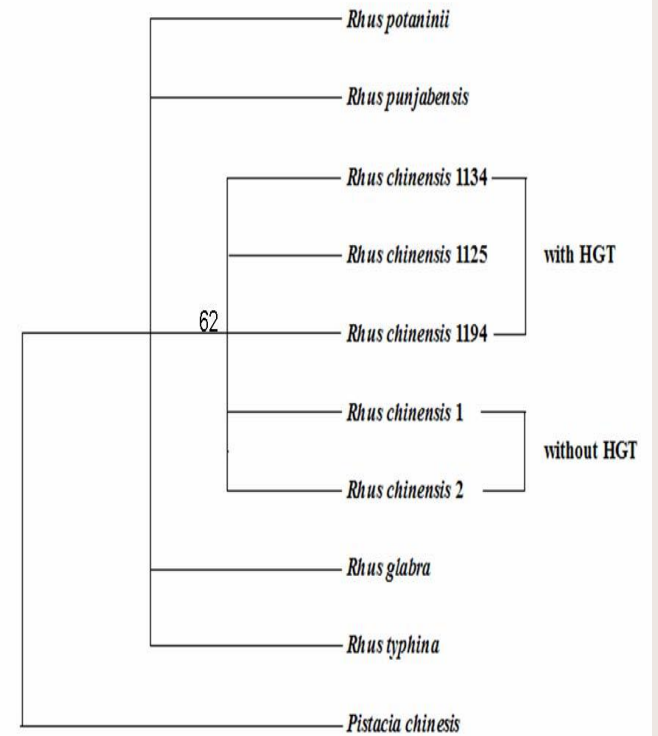 Rhus potaninii
Rhus punjabensis
Rhus chinensis 1134
with HGT
Rhus chinensis 1125
62
Rhus chinensis 1194
Rhus chinensis 1
without HGT
Rhus chinensis 2
Rhus glabra
Rhus typhina
Pistacia chinesis